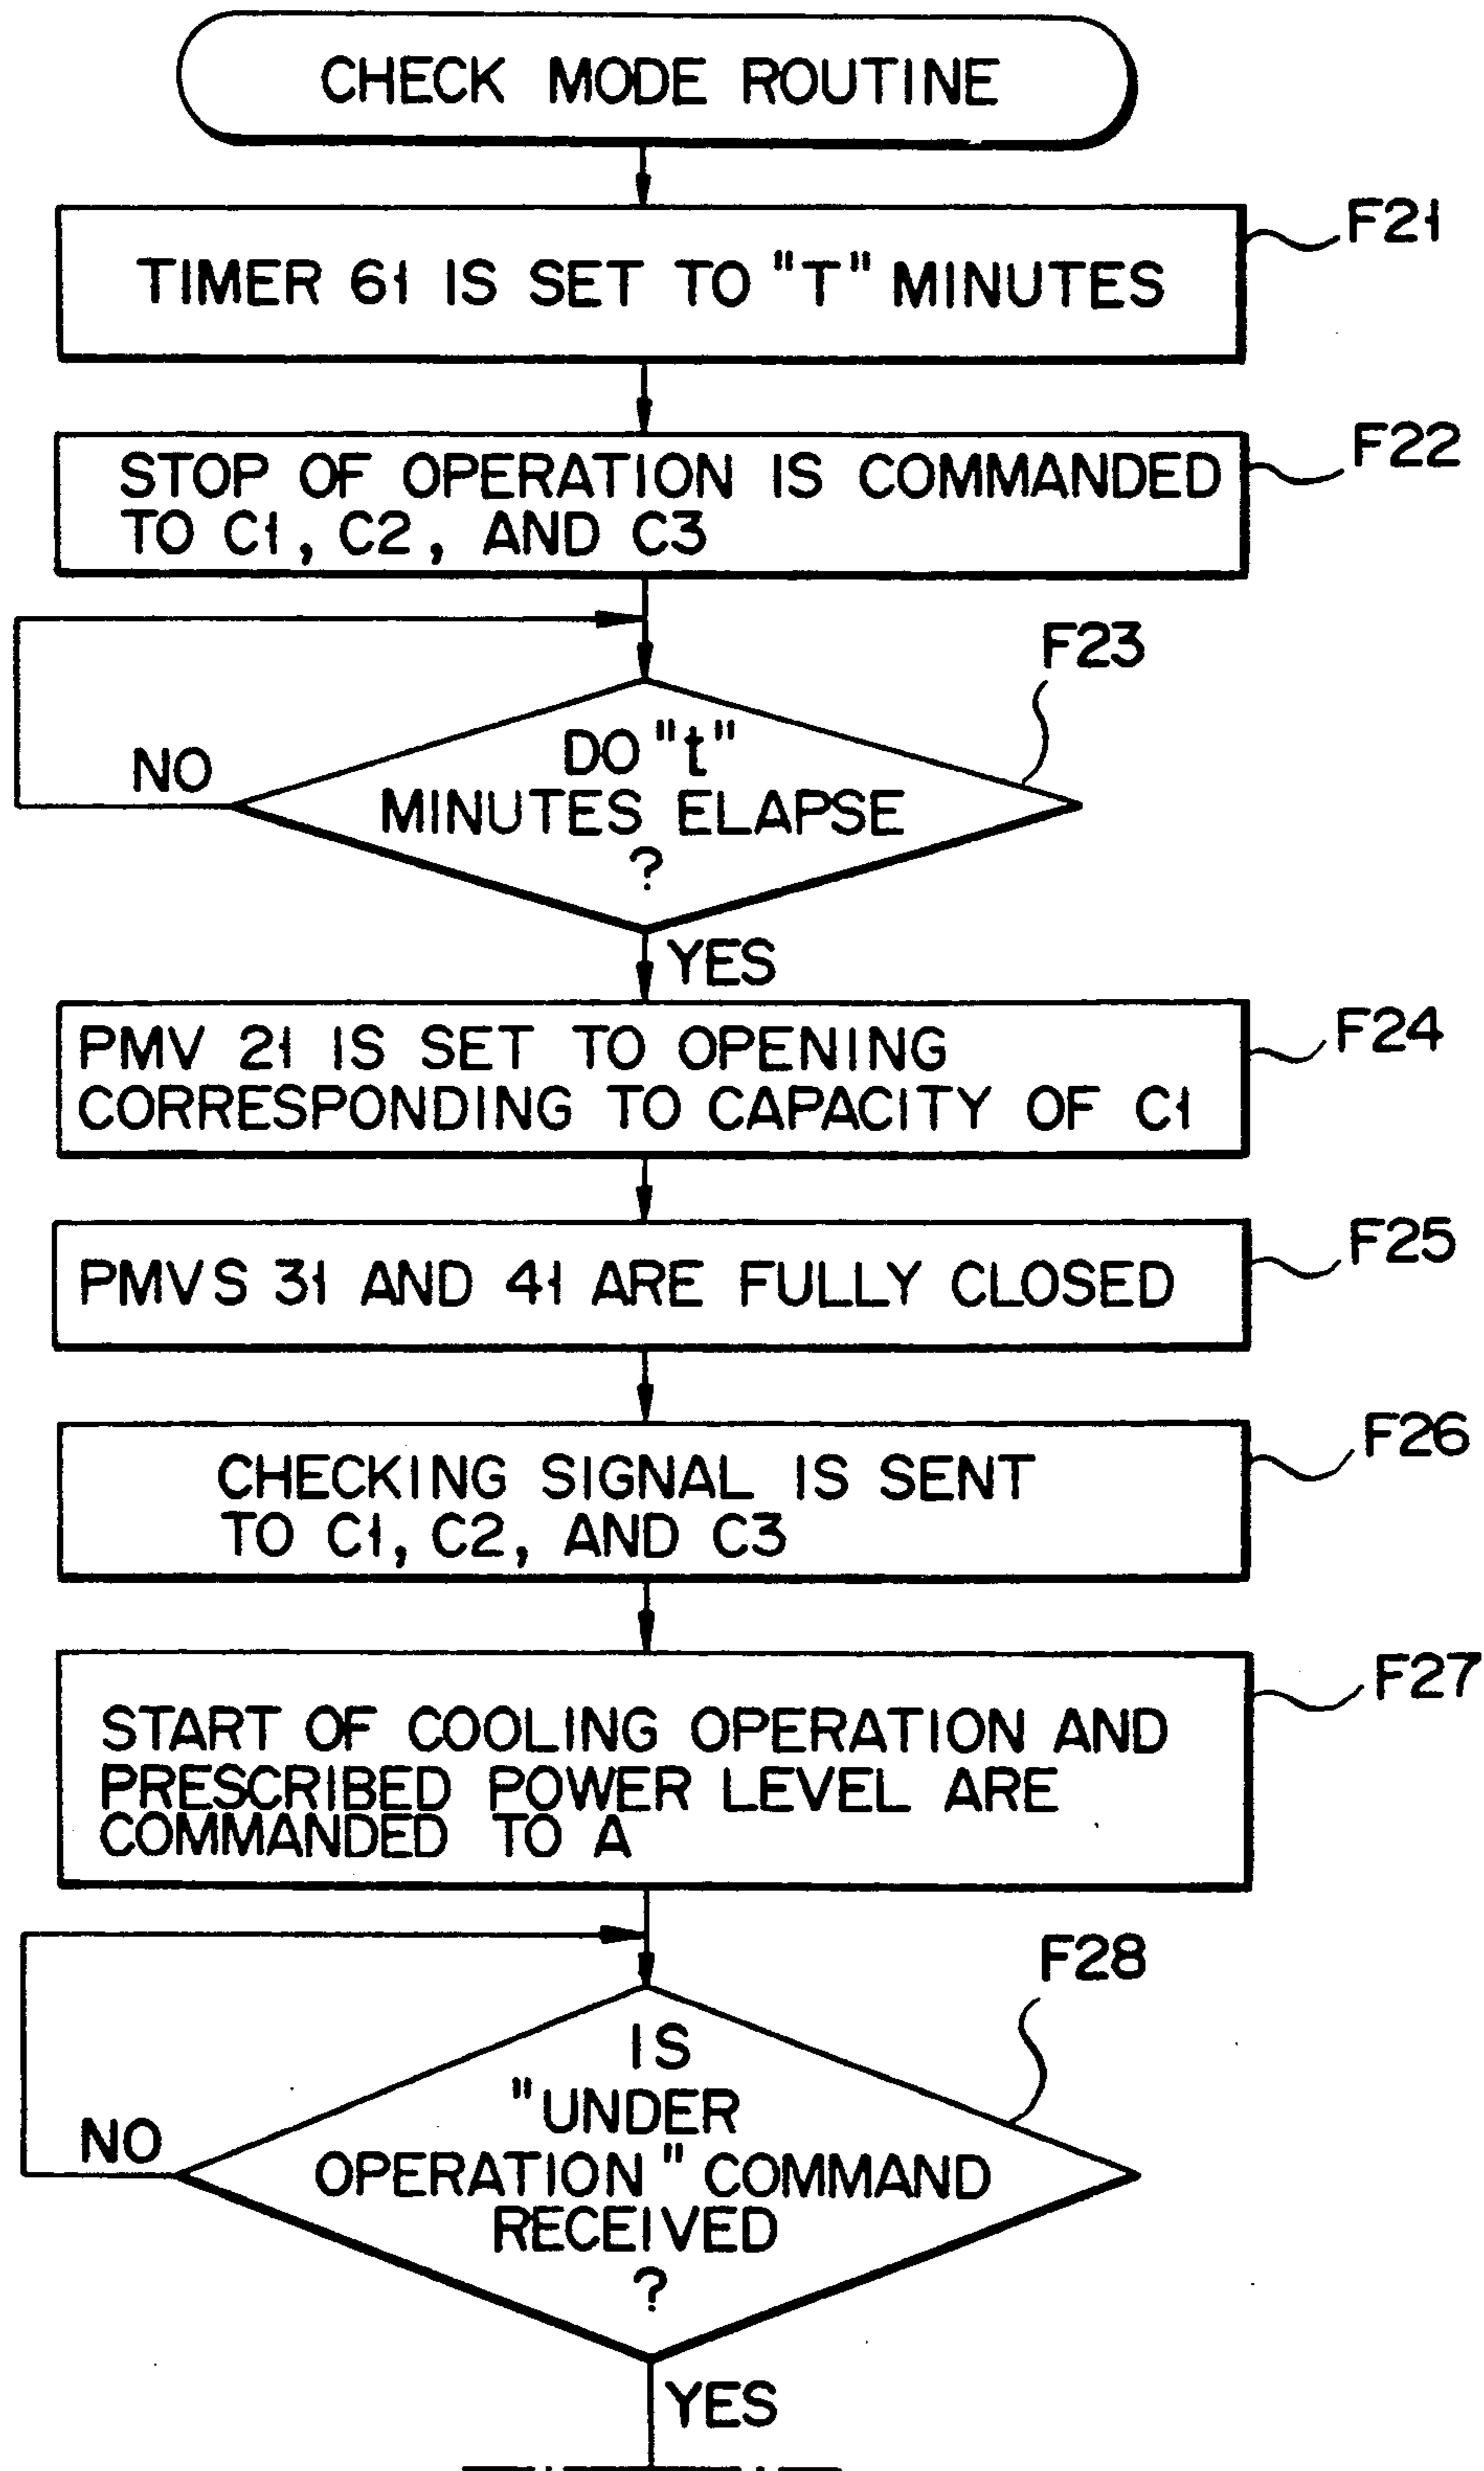 CHECK MODE ROUTINE
F21
TIMER 61 IS SET TO "T" MINUTES
F22
STOP OF OPERATION IS COMMANDED
TO C1, C2, AND C3
F23
DO "t"
MINUTES ELAPSE
?
NO
YES
F24
PMV 21 IS SET TO OPENING
CORRESPONDING TO CAPACITY OF C1
F25
PMVS 31 AND 41 ARE FULLY CLOSED
F26
CHECKING SIGNAL IS SENT
TO C1, C2, AND C3
F27
START OF COOLING OPERATION AND
PRESCRIBED POWER LEVEL ARE
COMMANDED TO A
F28
IS
"UNDER
OPERATION" COMMAND
RECEIVED
?
NO
YES